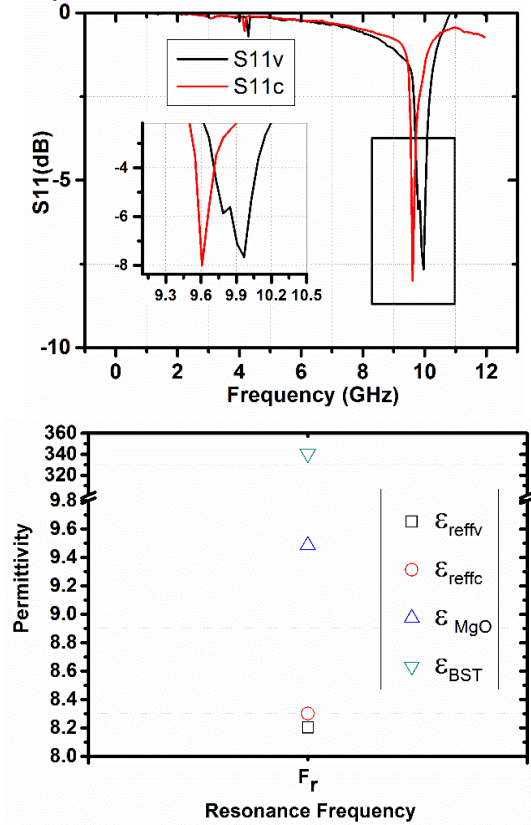 0
-5
-10
S11(dB)
S11v
S11c
-4
-6
-8
9.3 9.6 9.9 10.2 10.5
0 2 4 6 8 10 12
Frequency (GHz)
360
340
320
9.8
9.6
9.4
9.2
9.0
8.8
8.6
8.4
8.2
8.0
Permittivity
εreffv
εreffc
εMgO
εBST
Fr
Resonance Frequency